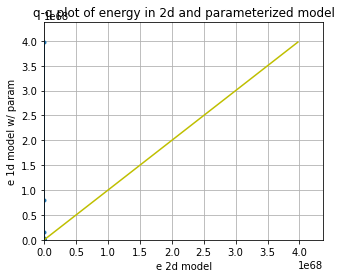 q-q plot of energy in 2d and parameterized model
1e68
4.0
3.5
3.0
2.5
2.0
1.5
1.0
0.5
0.0
e 1d model w/ param
0.0 0.5 1.0 1.5 2.0 2.5 3.0 3.5 4.0
1e68
e 2d model